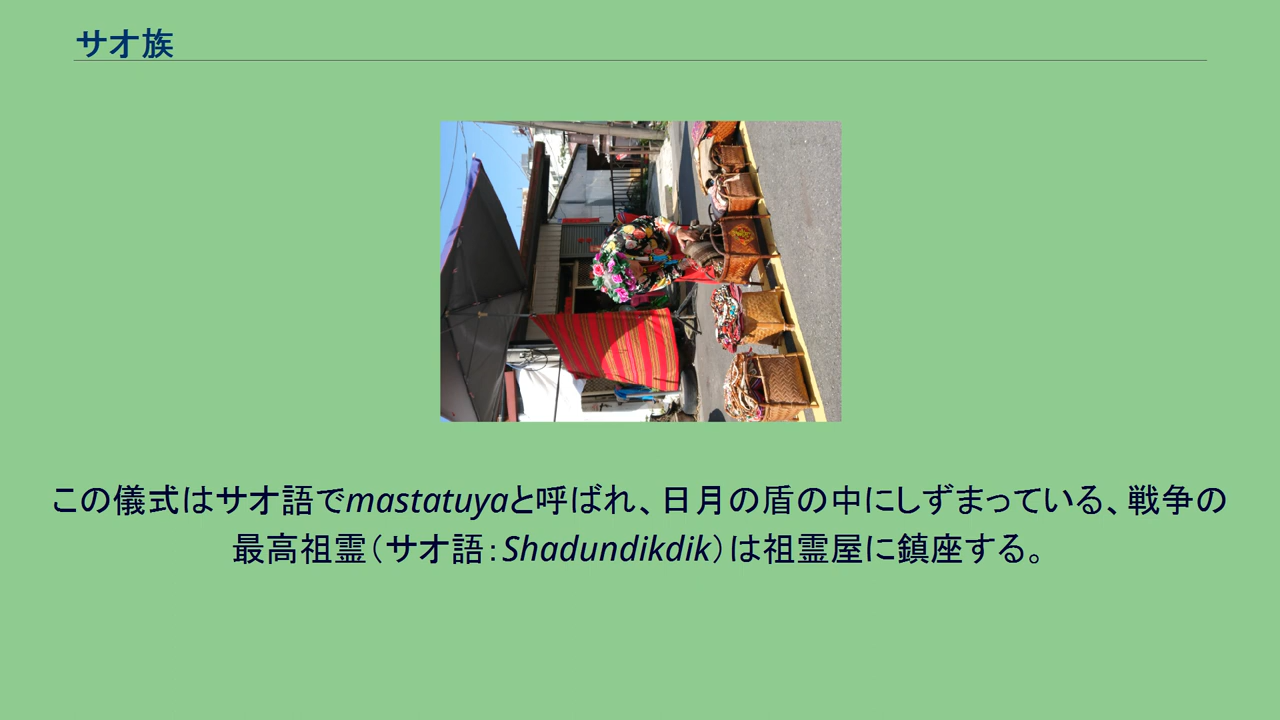 サオ族
この儀式はサオ語でmastatuyaと呼ばれ、日月の盾の中にしずまっている、戦争の
最高祖霊（サオ語：Shadundikdik）は祖霊屋に鎮座する。